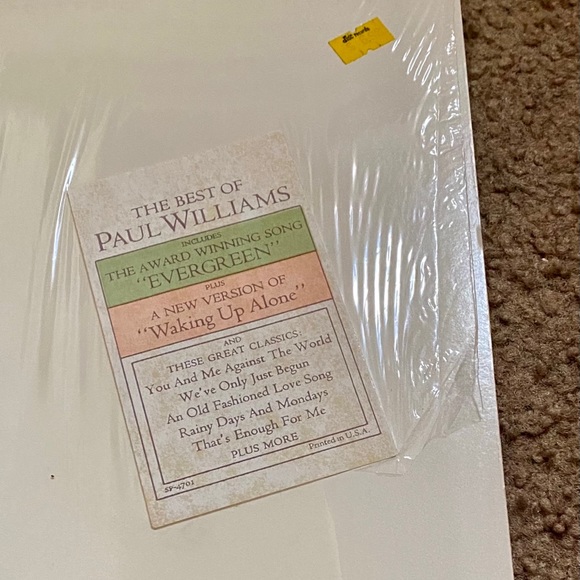 THE BEST OF
PAUL WILLIAMS
INCLUDES
THE AWARD WINNING SONG
"EVERGREEN"
PLUS
A NEW VERSION OF
"Waking Up Alone"
AND
THESE GREAT CLASSICS:
You And Me Against The World
We've Only Just Begun
An Old Fashioned Love Song
Rainy Days And Mondays
That's Enough For Me
PLUS MORE
SP-4701
Printed in U.S.A.